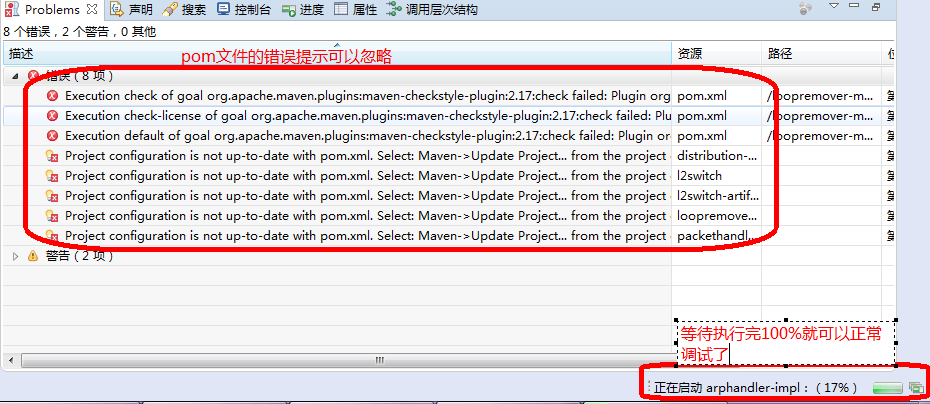 Problems 声明 搜索 控制台 进度 属性 调用层次结构
8 个错误，2 个警告，0 其他
pom文件的错误提示可以忽略
描述 资源 路径
错误（8 项）
Execution check of goal org.apache.maven.plugins:maven-checkstyle-plugin:2.17:check failed: Plugin org pom.xml /loopremover-m...
Execution check-license of goal org.apache.maven.plugins:maven-checkstyle-plugin:2.17:check failed: Plu pom.xml /loopremover-m...
Execution default of goal org.apache.maven.plugins:maven-checkstyle-plugin:2.17:check failed: Plugin or pom.xml /loopremover-m...
Project configuration is not up-to-date with pom.xml. Select: Maven->Update Project... from the project distribution-...
Project configuration is not up-to-date with pom.xml. Select: Maven->Update Project... from the project l2switch
Project configuration is not up-to-date with pom.xml. Select: Maven->Update Project... from the project l2switch-artif...
Project configuration is not up-to-date with pom.xml. Select: Maven->Update Project... from the project loopremove...
Project configuration is not up-to-date with pom.xml. Select: Maven->Update Project... from the project packethandl...
警告（2 项）
等待执行完100%就可以正常
调试了
正在启动 arphandler-impl：（17%）